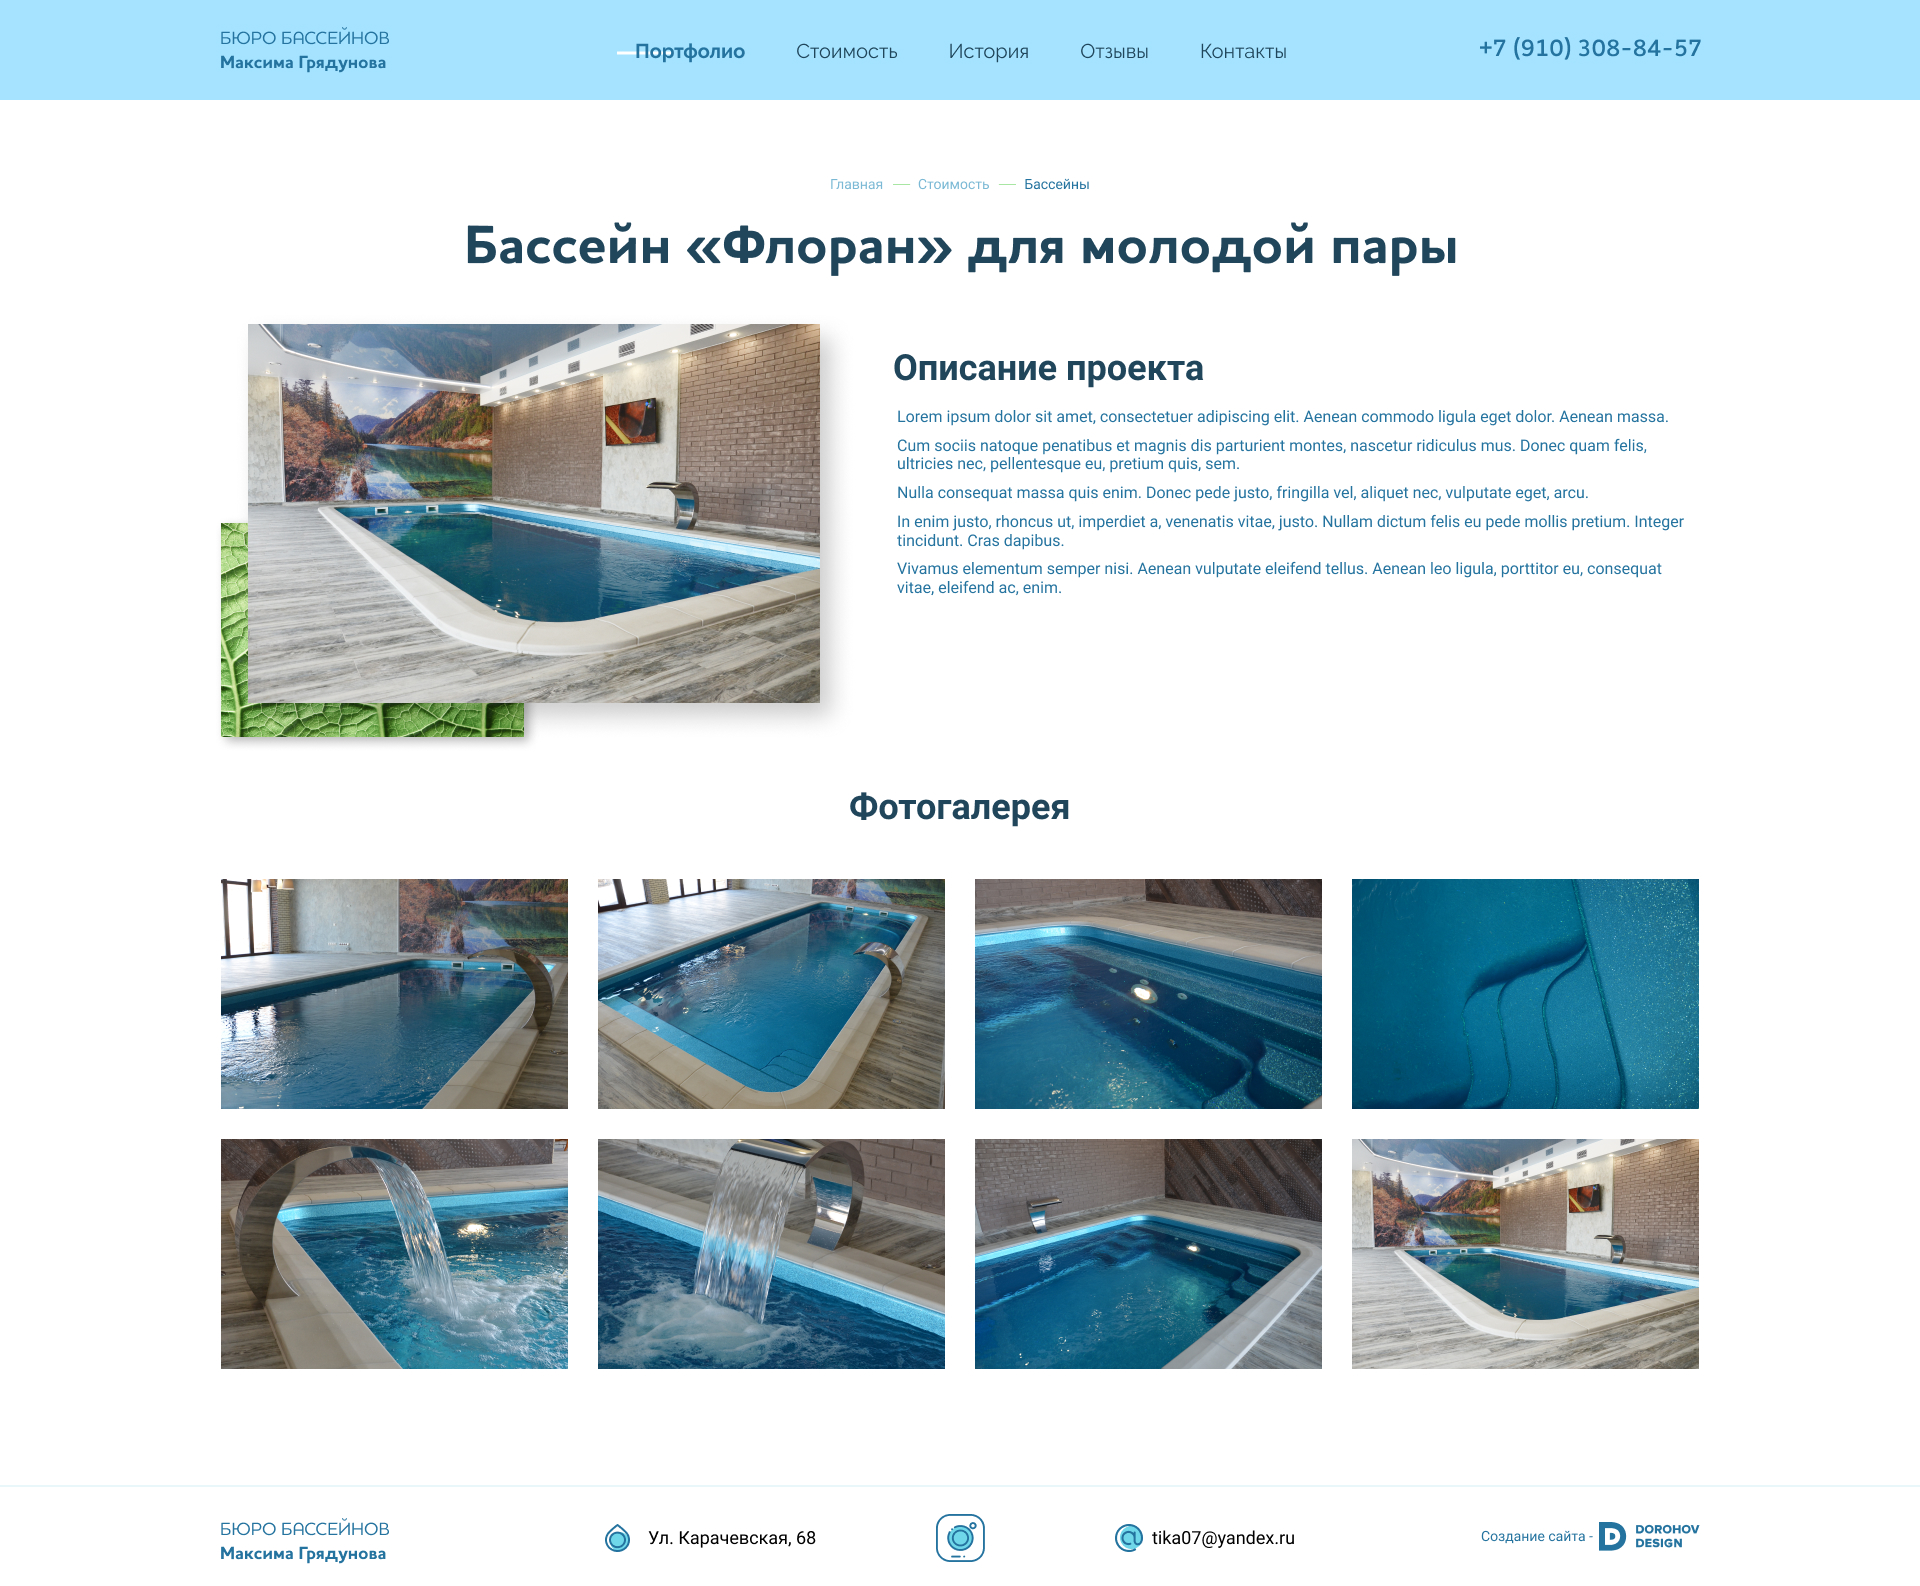 БЮРО БАССЕЙНОВ
Максима Грядунова
Портфолио
Стоимость
История
Отзывы
Контакты
+7 (910) 308-84-57
Главная — Стоимость — Бассейны
Бассейн «Флоран» для молодой пары
Описание проекта
Lorem ipsum dolor sit amet, consectetuer adipiscing elit. Aenean commodo ligula eget dolor. Aenean massa.
Cum sociis natoque penatibus et magnis dis parturient montes, nascetur ridiculus mus. Donec quam felis,
ultricies nec, pellentesque eu, pretium quis, sem.
Nulla consequat massa quis enim. Donec pede justo, fringilla vel, aliquet nec, vulputate eget, arcu.
In enim justo, rhoncus ut, imperdiet a, venenatis vitae, justo. Nullam dictum felis eu pede mollis pretium. Integer
tincidunt. Cras dapibus.
Vivamus elementum semper nisi. Aenean vulputate eleifend tellus. Aenean leo ligula, porttitor eu, consequat
vitae, eleifend ac, enim.
Фотогалерея
БЮРО БАССЕЙНОВ
Максима Грядунова
Ул. Карачевская, 68
tika07@yandex.ru
Создание сайта -
DOROHOV
DESIGN